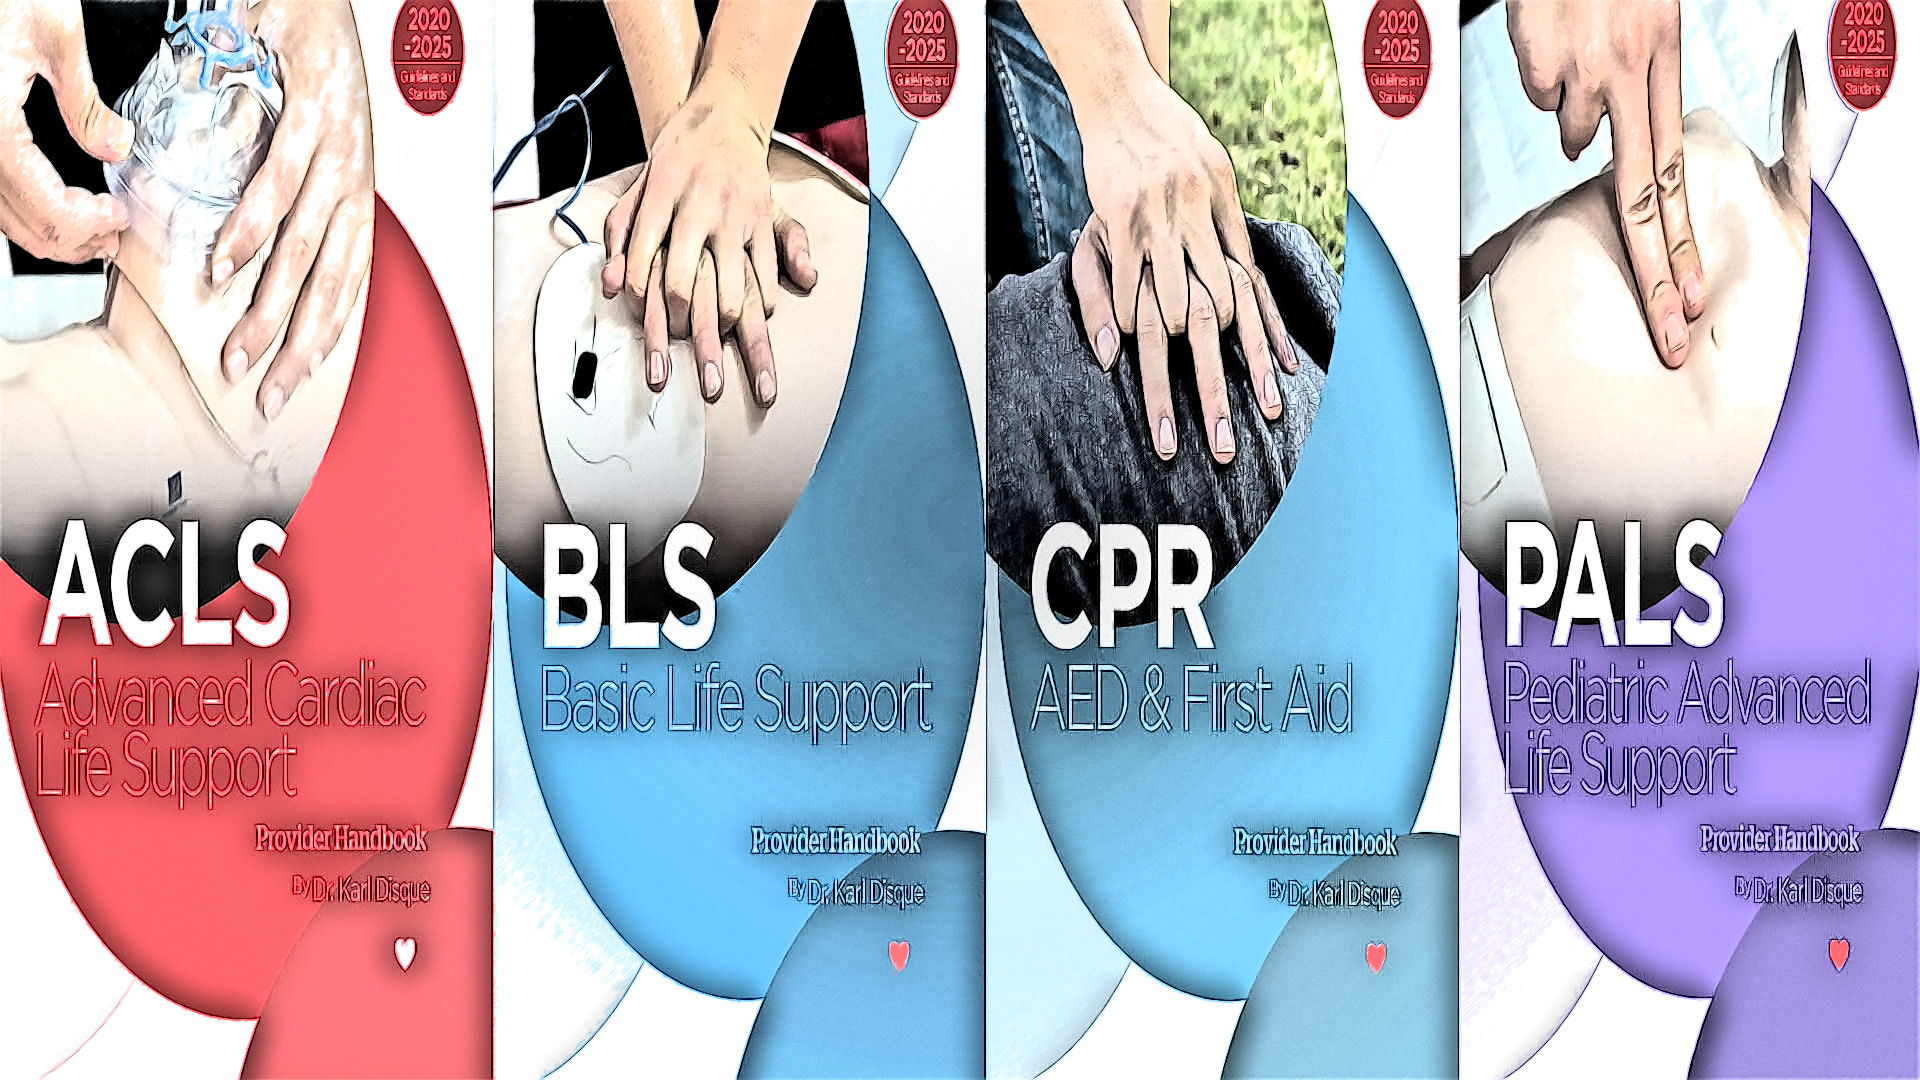 2020
-2025
Guidelines and
Standards
ACLS
Advanced Cardiac
Life Support
Provider Handbook
By Dr. Karl Disque
2020
-2025
Guidelines and
Standards
BLS
Basic Life Support
Provider Handbook
By Dr. Karl Disque
2020
-2025
Guidelines and
Standards
CPR
AED & First Aid
Provider Handbook
By Dr. Karl Disque
2020
-2025
Guidelines and
Standards
PALS
Pediatric Advanced
Life Support
Provider Handbook
By Dr. Karl Disque